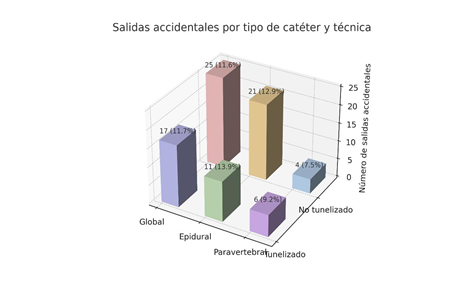 Salidas accidentales por tipo de catéter y técnica
25 (11.6%)
21 (12.9%)
17 (11.7%)
11 (13.9%)
4 (7.5%)
6 (9.2%)
25
20
15
10
5
0
Número de salidas accidentales
Global
Epidural
Paravertebral
Tunelizado
No tunelizado